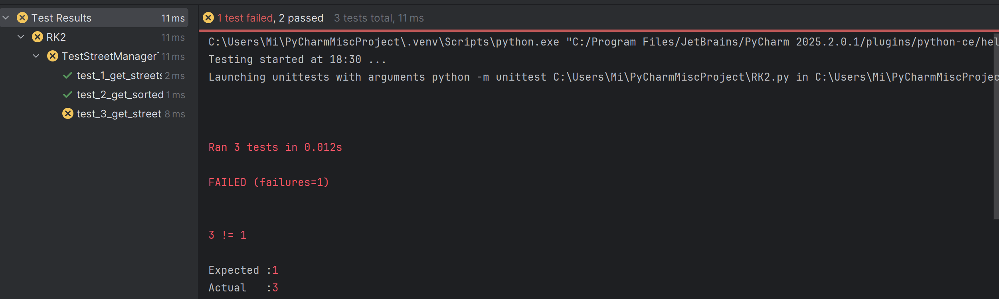 Test Results 11 ms
RK2 11 ms
TestStreetManager 11 ms
test_1_get_streets 2 ms
test_2_get_sorted 1 ms
test_3_get_street 8 ms
1 test failed, 2 passed 3 tests total, 11 ms
C:\Users\Mi\PyCharmMiscProject\.venv\Scripts\python.exe "C:/Program Files/JetBrains/PyCharm 2025.2.0.1/plugins/python-ce/hel
Testing started at 18:30 ...
Launching unittests with arguments python -m unittest C:\Users\Mi\PyCharmMiscProject\RK2.py in C:\Users\Mi\PyCharmMiscProjec
Ran 3 tests in 0.012s
FAILED (failures=1)
3 != 1
Expected :1
Actual   :3